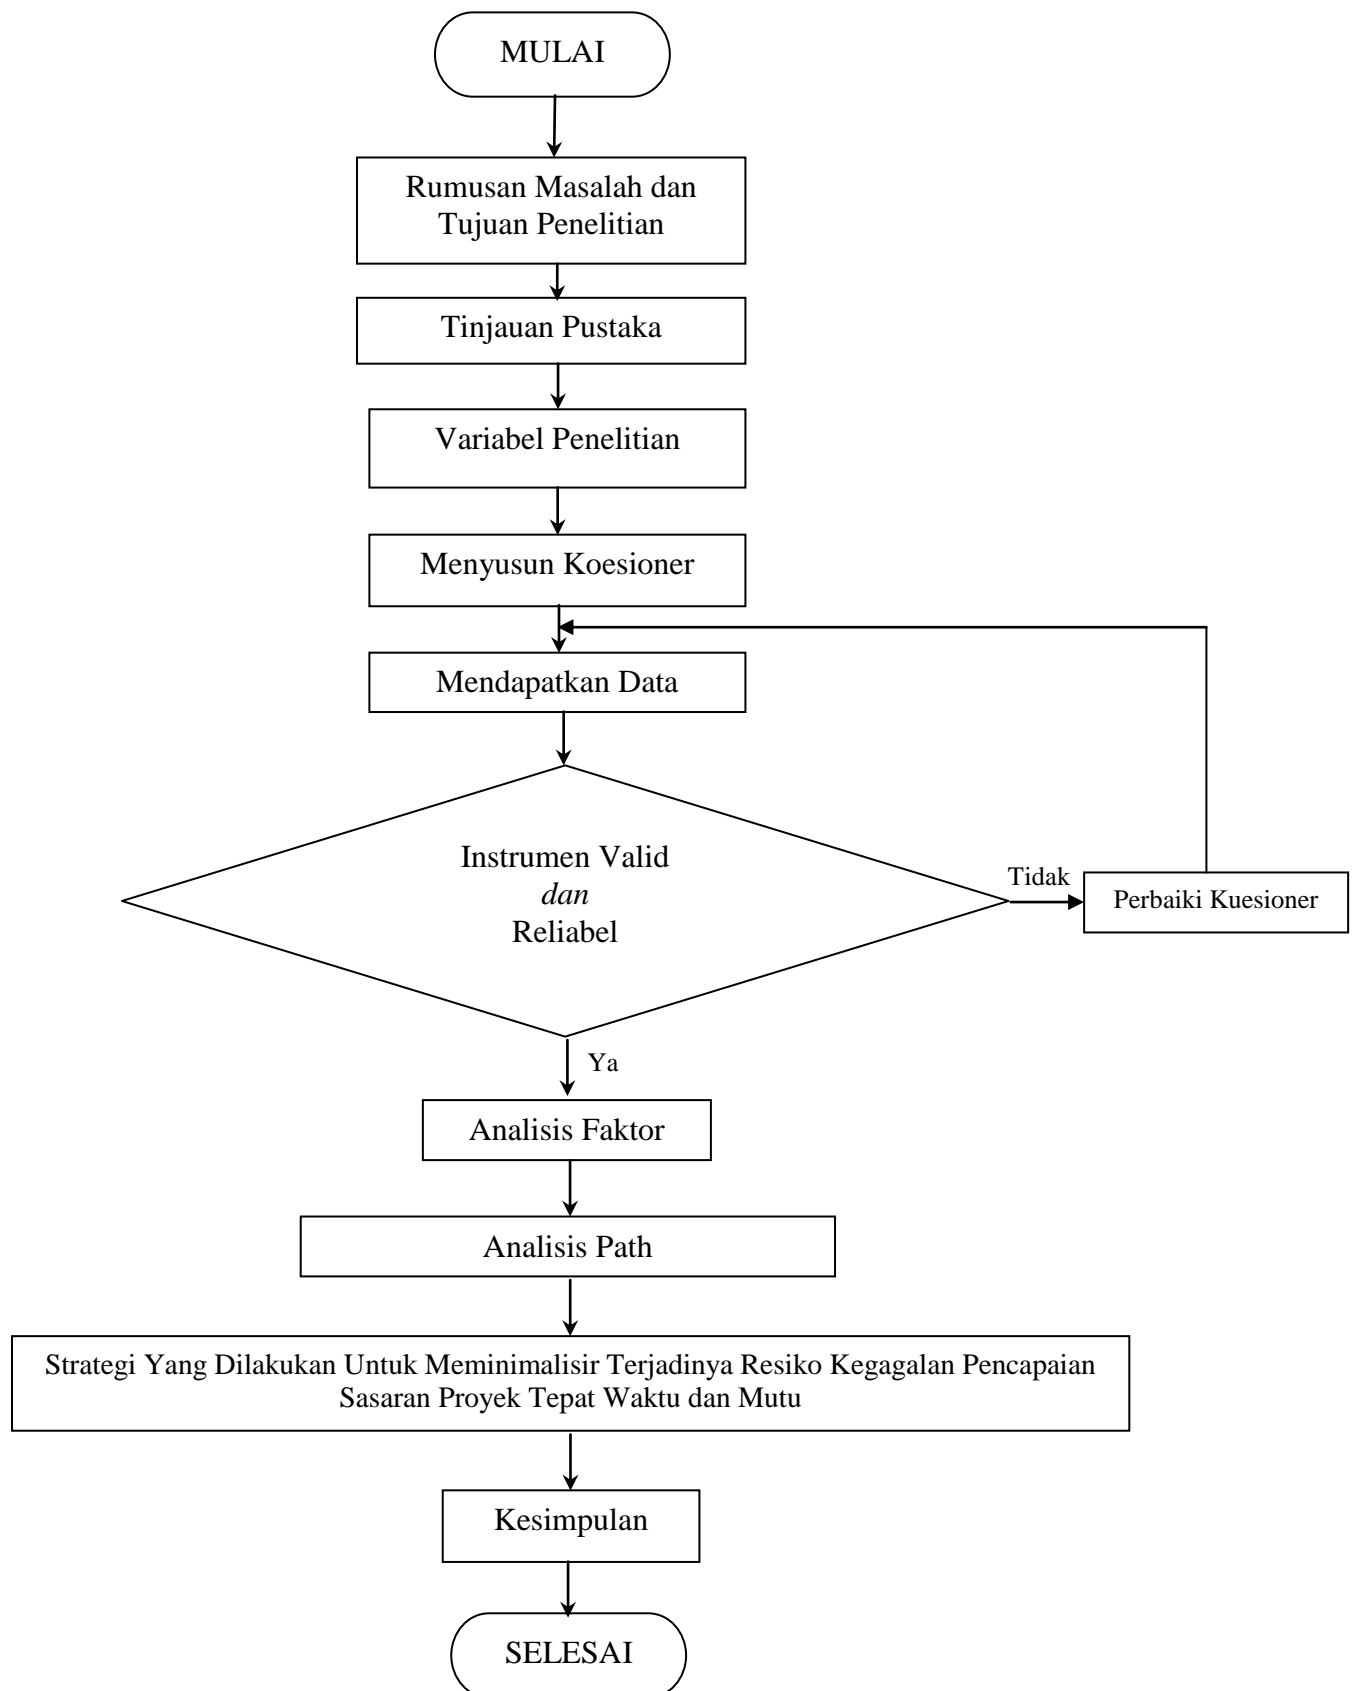 MULAI
Rumusan Masalah dan
Tujuan Penelitian
Tinjauan Pustaka
Variabel Penelitian
Menyusun Koesioner
Mendapatkan Data
Instrumen Valid
dan
Reliabel
Tidak
Perbaiki Kuesioner
Ya
Analisis Faktor
Analisis Path
Strategi Yang Dilakukan Untuk Meminimalisir Terjadinya Resiko Kegagalan Pencapaian
Sasaran Proyek Tepat Waktu dan Mutu
Kesimpulan
SELESAI